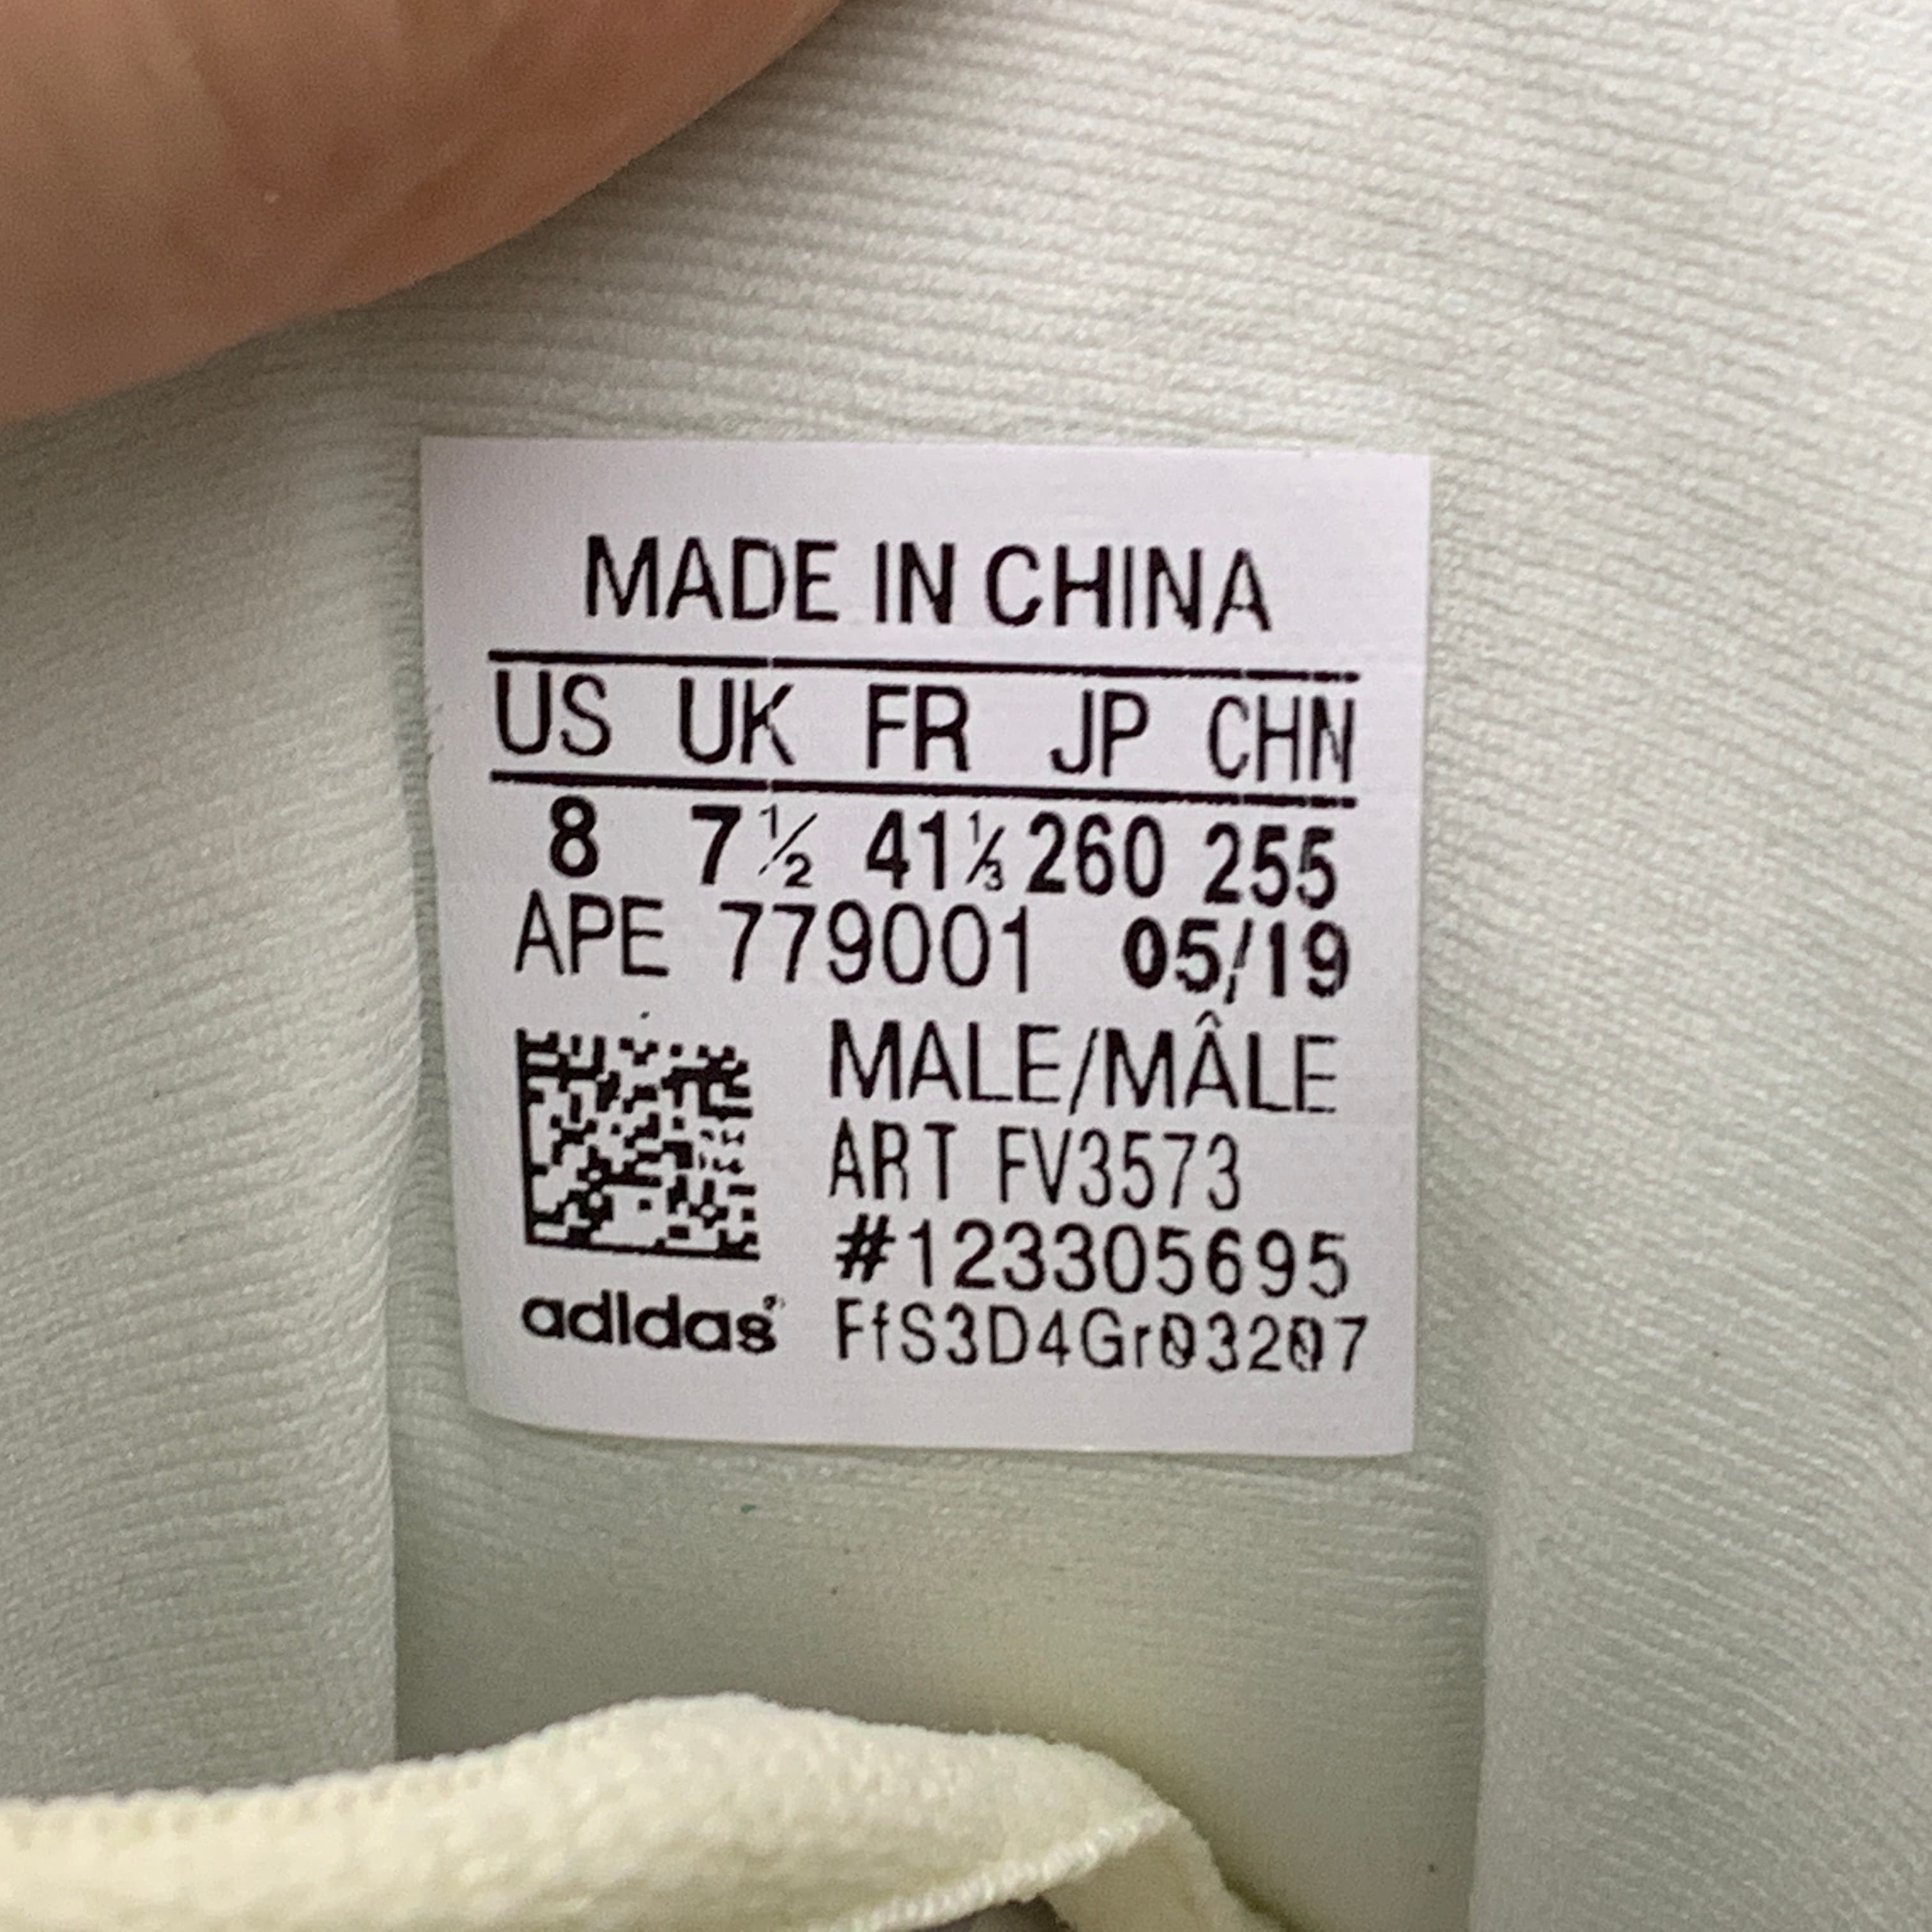 MADE IN CHINA
US UK FR JP CHN
8 7½ 41⅓ 260 255
APE 779001 05/19
MALE/MÂLE
ART FV3573
#123305695
adidas FfS3D4Gr03207